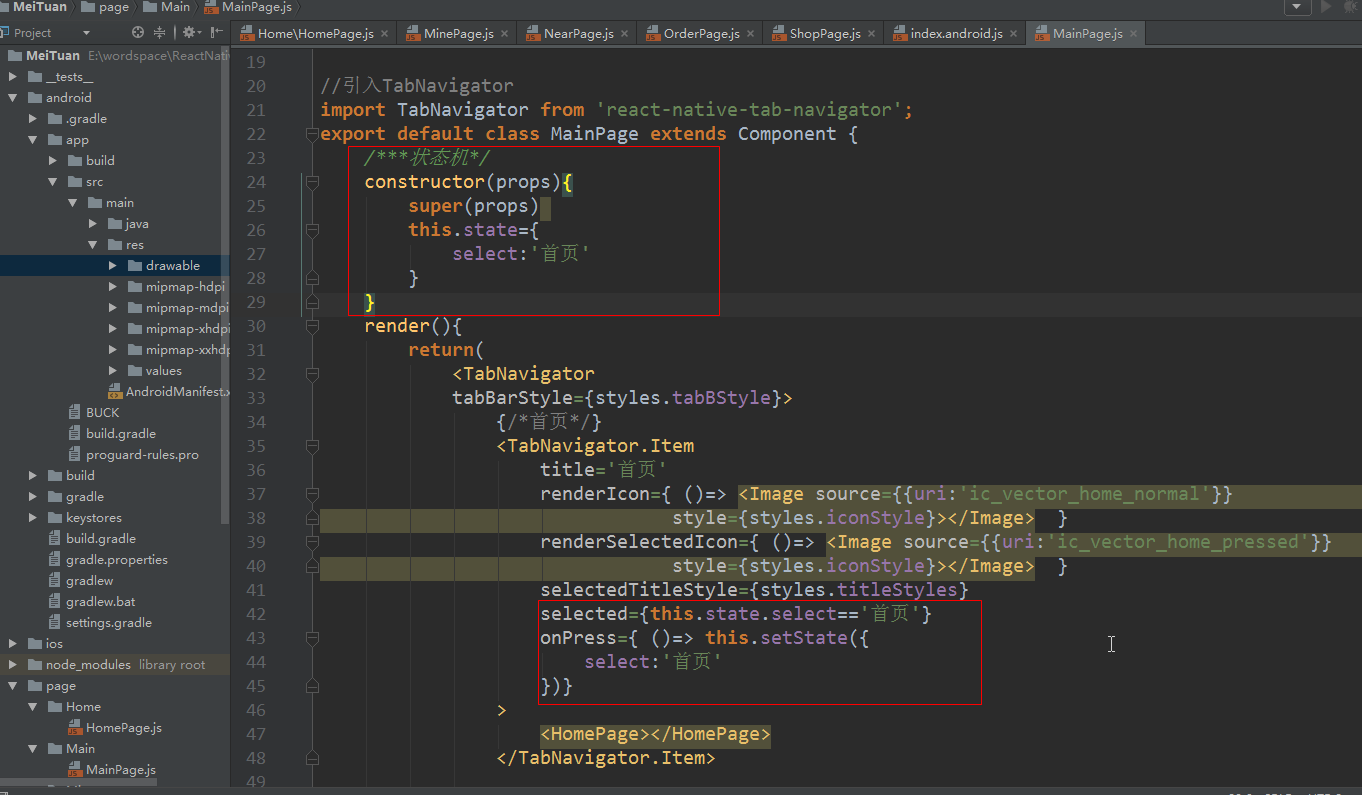 MeiTuan page Main MainPage.js
Project
Home\HomePage.js MinePage.js NearPage.js OrderPage.js ShopPage.js index.android.js MainPage.js
MeiTuan E:\wordspace\ReactNati
__tests__
android
.gradle
app
build
src
main
java
res
drawable
mipmap-hdpi
mipmap-mdpi
mipmap-xhdpi
mipmap-xxhdp
values
AndroidManifest.x
BUCK
build.gradle
proguard-rules.pro
build
gradle
keystores
build.gradle
gradle.properties
gradlew
gradlew.bat
settings.gradle
ios
node_modules library root
page
Home
HomePage.js
Main
MainPage.js
19
20 //引入TabNavigator
21 import TabNavigator from 'react-native-tab-navigator';
22 export default class MainPage extends Component {
23 /***状态机*/
24 constructor(props){
25 super(props)
26 this.state={
27 select:'首页'
28 }
29 }
30 render(){
31 return(
32 <TabNavigator
33 tabBarStyle={styles.tabBStyle}>
34 {/*首页*/}
35 <TabNavigator.Item
36 title='首页'
37 renderIcon={ ()=> <Image source={{uri:'ic_vector_home_normal'}}
38 style={styles.iconStyle}></Image> }
39 renderSelectedIcon={ ()=> <Image source={{uri:'ic_vector_home_pressed'}}
40 style={styles.iconStyle}></Image> }
41 selectedTitleStyle={styles.titleStyles}
42 selected={this.state.select=='首页'}
43 onPress={ ()=> this.setState({
44 select:'首页'
45 })}
46 >
47 <HomePage></HomePage>
48 </TabNavigator.Item>
49